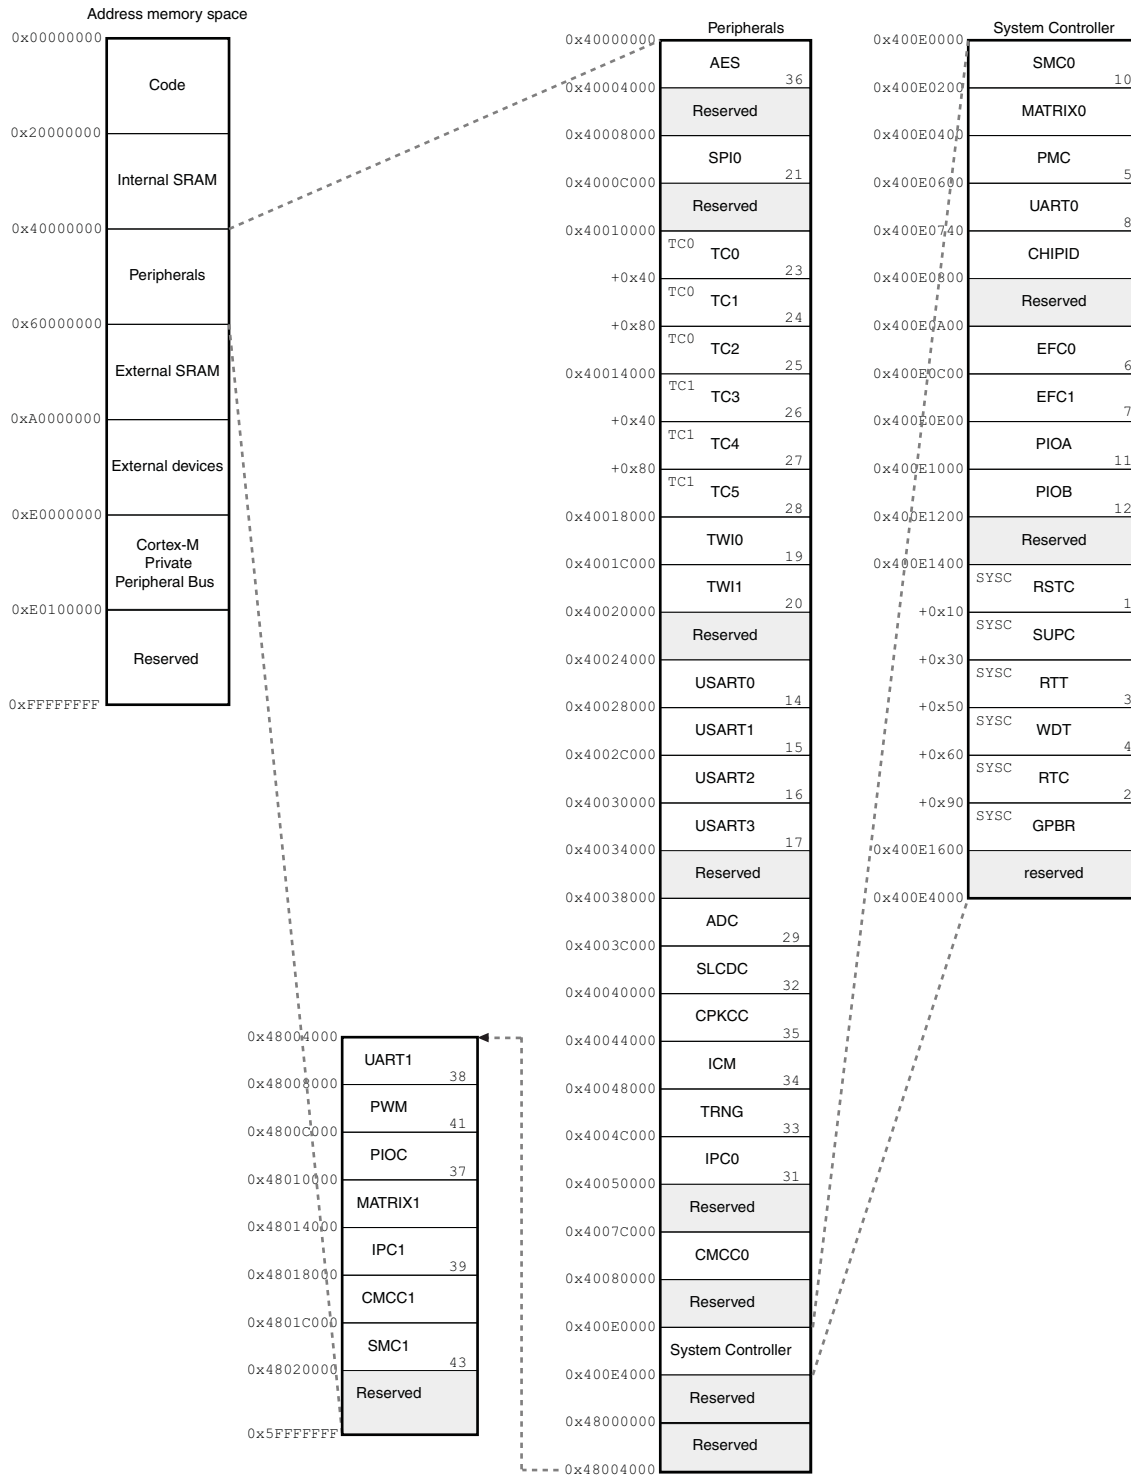 Address memory space
0x00000000
Code
0x20000000
Internal SRAM
0x40000000
Peripherals
0x60000000
External SRAM
0xA0000000
External devices
0xE0000000
Cortex-M
Private
Peripheral Bus
0xE0100000
Reserved
0xFFFFFFFF
0x48004000
UART1
38
0x48008000
PWM
41
0x4800C000
PIOC
37
0x48010000
MATRIX1
0x48014000
IPC1
39
0x48018000
CMCC1
0x4801C000
SMC1
43
0x48020000
Reserved
0x5FFFFFFF
Peripherals
0x40000000
AES
36
0x40004000
Reserved
0x40008000
SPI0
21
0x4000C000
Reserved
0x40010000
TC0
TC0
23
+0x40
TC0
TC1
24
+0x80
TC0
TC2
25
0x40014000
TC1
TC3
26
+0x40
TC1
TC4
27
+0x80
TC1
TC5
28
0x40018000
TWI0
19
0x4001C000
TWI1
20
0x40020000
Reserved
0x40024000
USART0
14
0x40028000
USART1
15
0x4002C000
USART2
16
0x40030000
USART3
17
0x40034000
Reserved
0x40038000
ADC
29
0x4003C000
SLCDC
32
0x40040000
CPKCC
35
0x40044000
ICM
34
0x40048000
TRNG
33
0x4004C000
IPC0
31
0x40050000
Reserved
0x4007C000
CMCC0
0x40080000
Reserved
0x400E0000
System Controller
0x400E4000
Reserved
0x48000000
Reserved
0x48004000
System Controller
0x400E0000
SMC0
10
0x400E0200
MATRIX0
0x400E0400
PMC
5
0x400E0600
UART0
8
0x400E0740
CHIPID
0x400E0800
Reserved
0x400E0A00
EFC0
6
0x400E0C00
EFC1
7
0x400E0E00
PIOA
11
0x400E1000
PIOB
12
0x400E1200
Reserved
0x400E1400
SYSC
RSTC
1
+0x10
SYSC
SUPC
+0x30
SYSC
RTT
3
+0x50
SYSC
WDT
4
+0x60
SYSC
RTC
2
+0x90
SYSC
GPBR
0x400E1600
reserved
0x400E4000